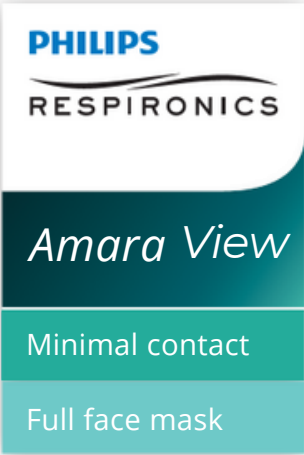 PHILIPS
RESPIRONICS
Amara View
Minimal contact
Full face mask